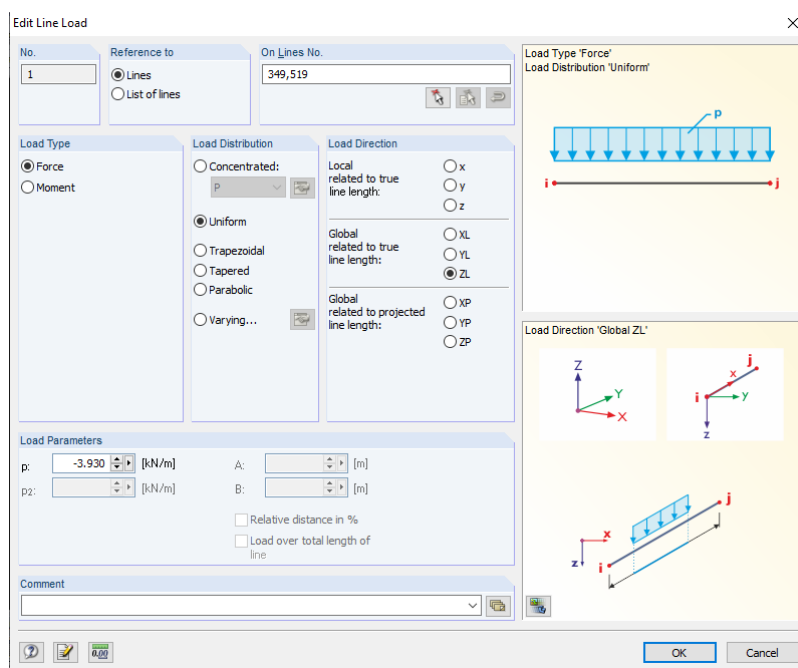 Edit Line Load
No.
1
Reference to
Lines
List of lines
On Lines No.
349,519
Load Type
Force
Moment
Load Distribution
Concentrated:
P
Uniform
Trapezoidal
Tapered
Parabolic
Varying...
Load Direction
Local
related to true
line length:
x
y
z
Global
related to true
line length:
XL
YL
ZL
Global
related to projected
line length:
XP
YP
ZP
Load Parameters
p: -3.930 [kN/m]
p2: [kN/m]
A: [m]
B: [m]
Relative distance in %
Load over total length of
line
Comment
Load Type 'Force'
Load Distribution 'Uniform'
p
i j
Load Direction 'Global ZL'
Z
Y
X
j
x
i
y
z
j
x
z
i
0.00
OK
Cancel